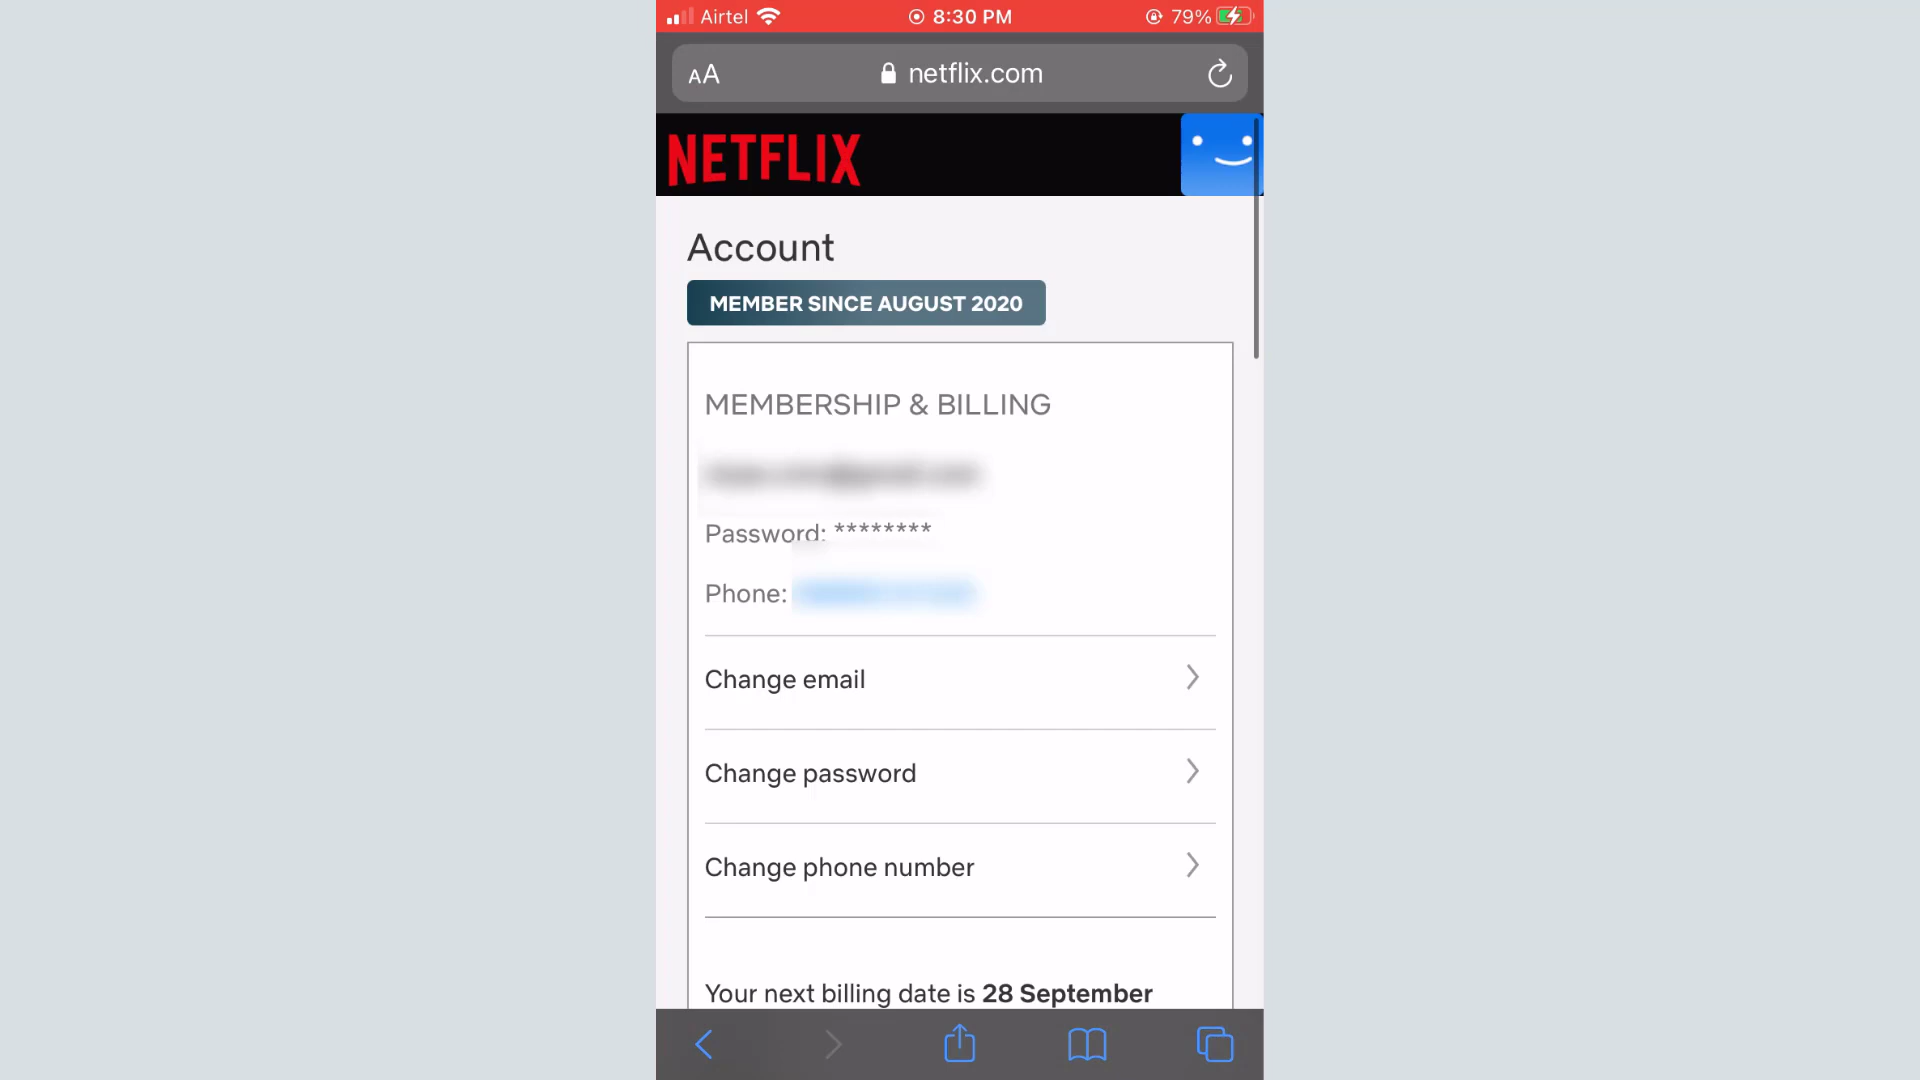 Airtel 8:30 PM 79%
AA netflix.com
NETFLIX
Account
MEMBER SINCE AUGUST 2020
MEMBERSHIP & BILLING
Password: ********
Phone:
Change email
Change password
Change phone number
Your next billing date is 28 September